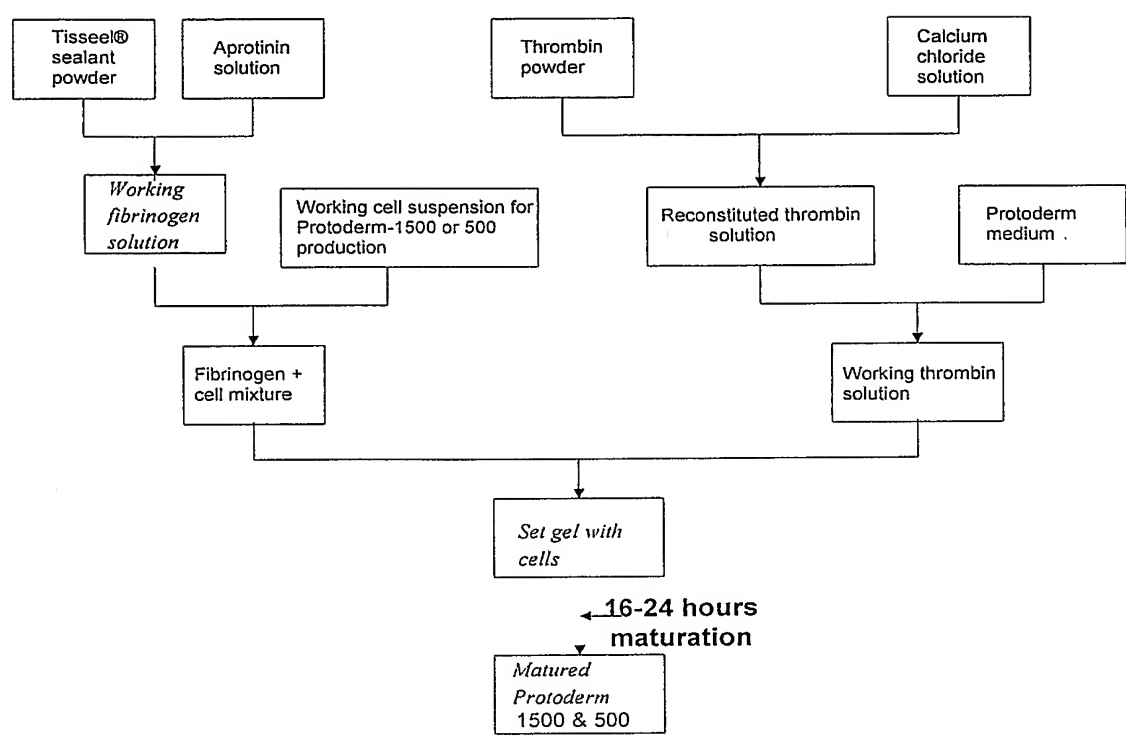 Tisseel®
sealant
powder
Aprotinin
solution
Thrombin
powder
Calcium
chloride
solution
Working
fibrinogen
solution
Working cell suspension for
Protoderm-1500 or 500
production
Reconstituted thrombin
solution
Protoderm
medium .
Fibrinogen +
cell mixture
Working thrombin
solution
Set gel with
cells
16-24 hours
maturation
Matured
Protoderm
1500 & 500